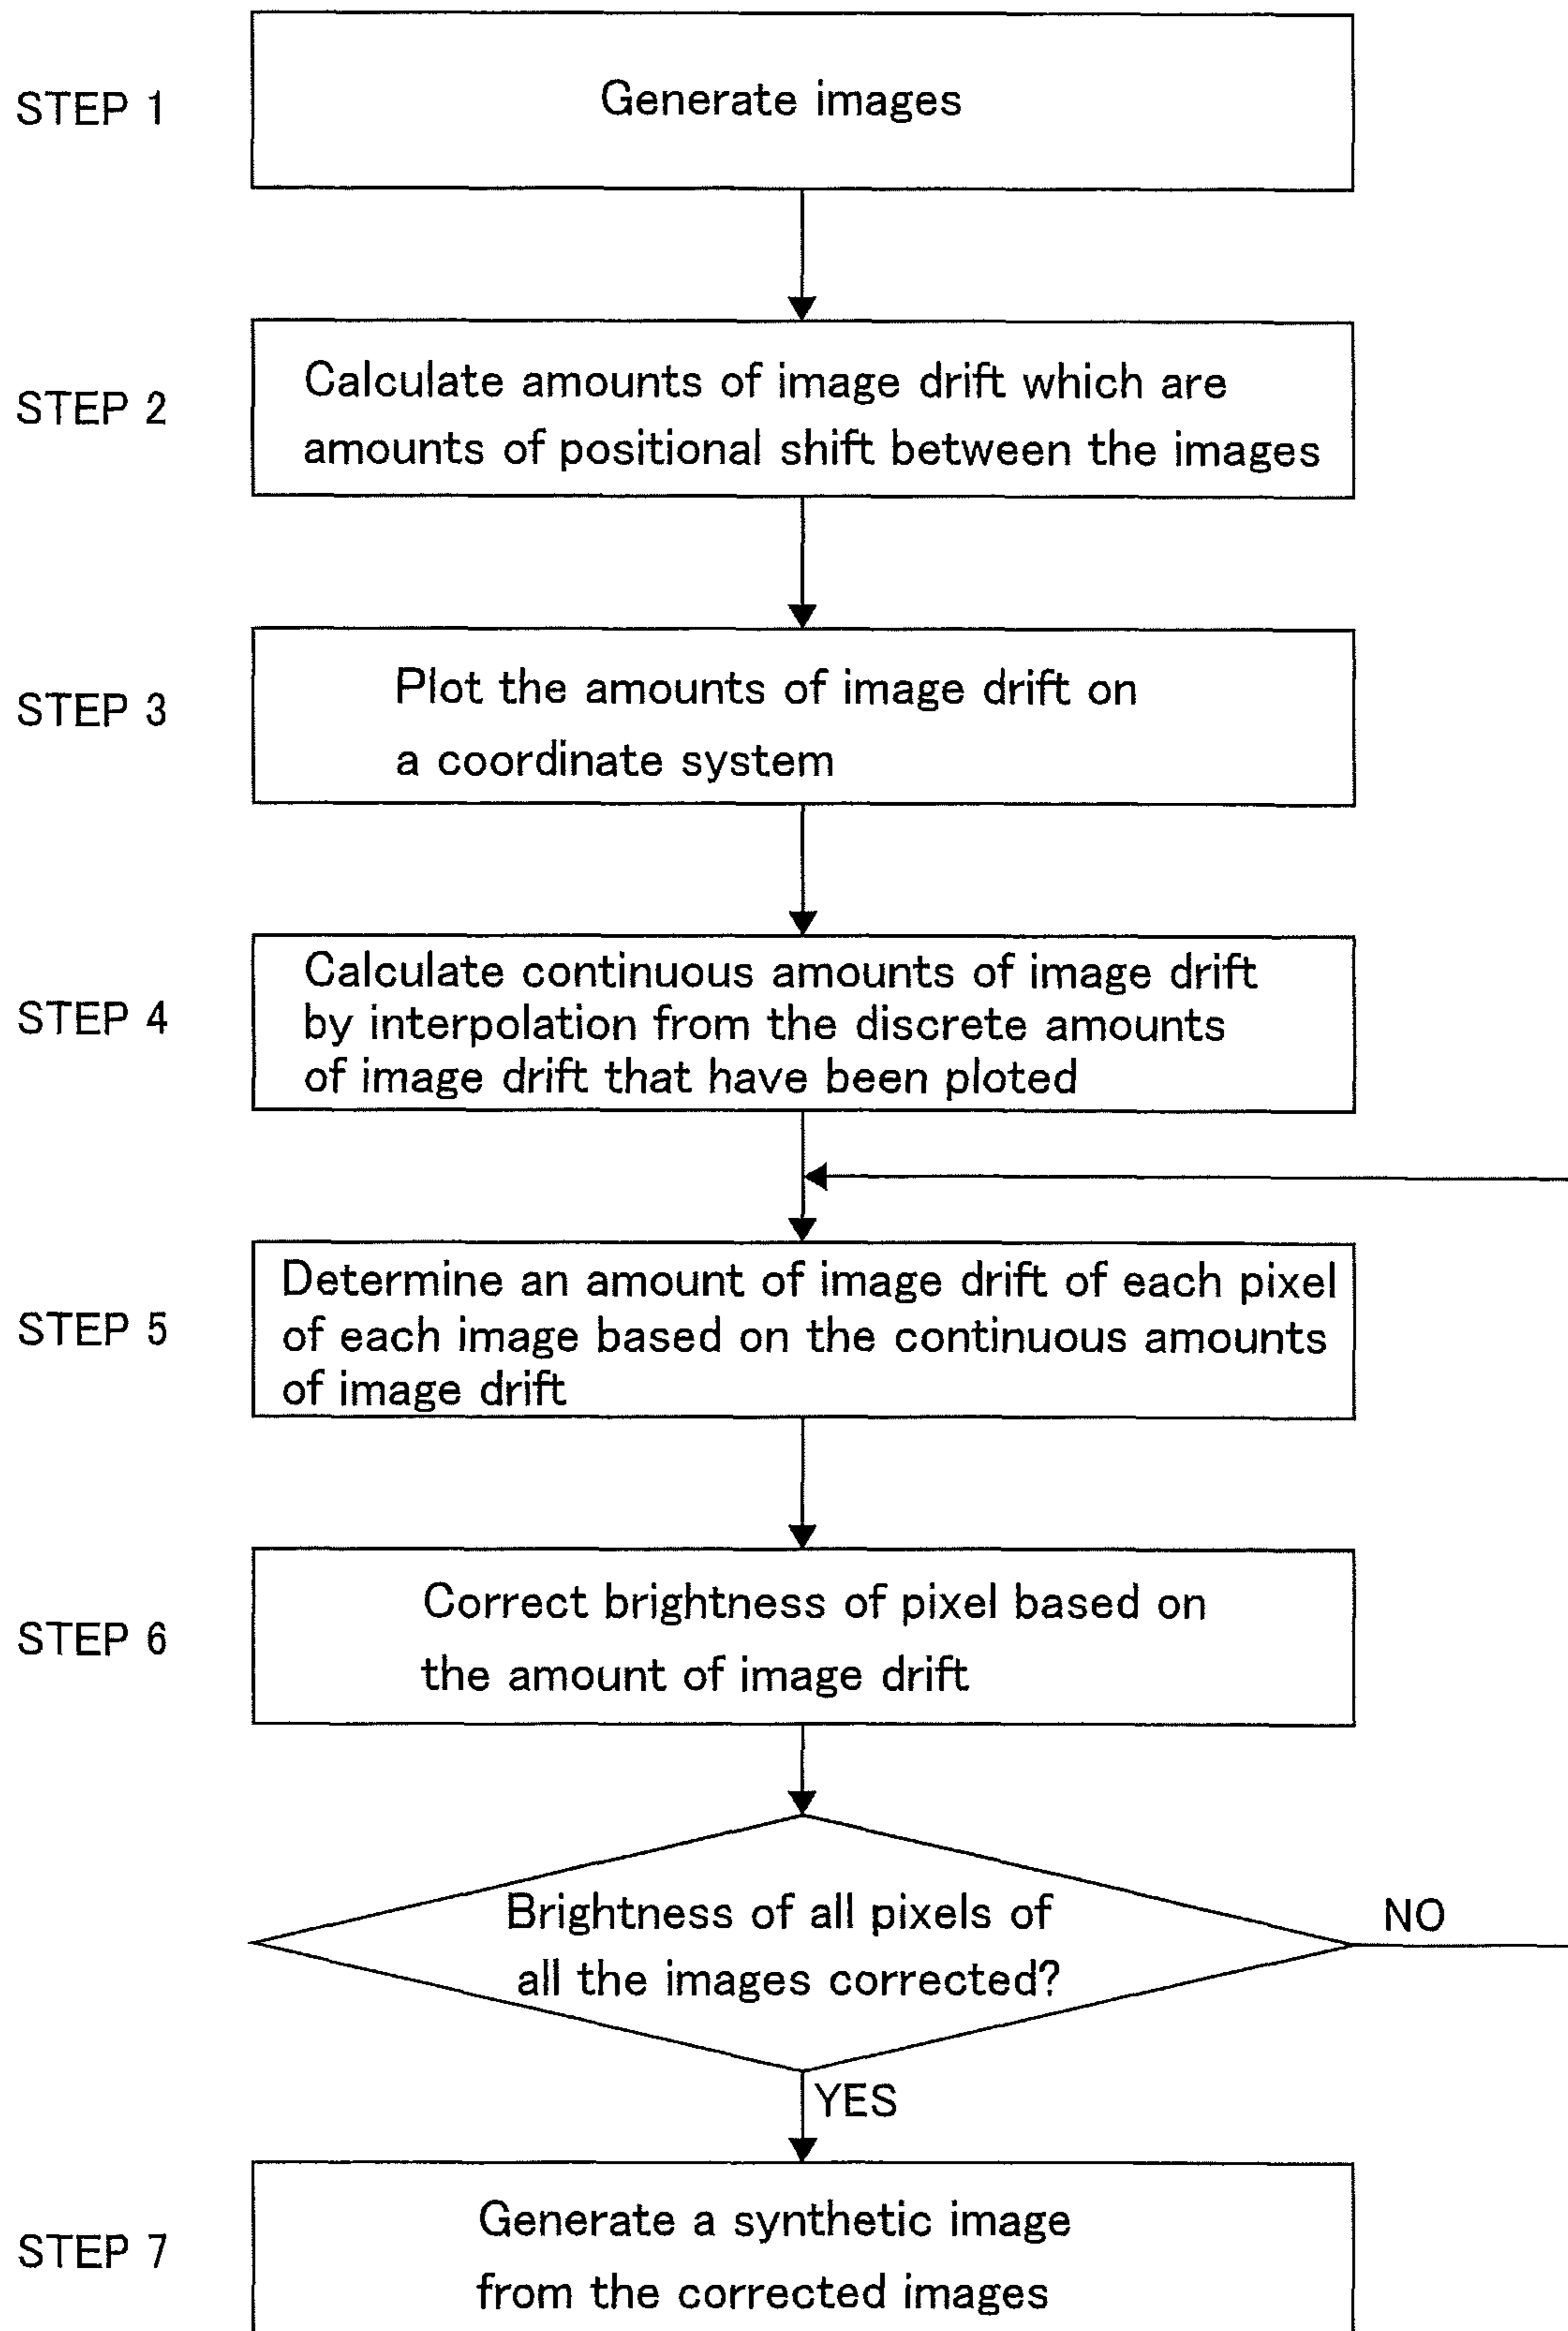 STEP 1
Generate images
STEP 2
Calculate amounts of image drift which are
amounts of positional shift between the images
STEP 3
Plot the amounts of image drift on
a coordinate system
STEP 4
Calculate continuous amounts of image drift
by interpolation from the discrete amounts
of image drift that have been ploted
STEP 5
Determine an amount of image drift of each pixel
of each image based on the continuous amounts
of image drift
STEP 6
Correct brightness of pixel based on
the amount of image drift
Brightness of all pixels of
all the images corrected?
NO
YES
STEP 7
Generate a synthetic image
from the corrected images